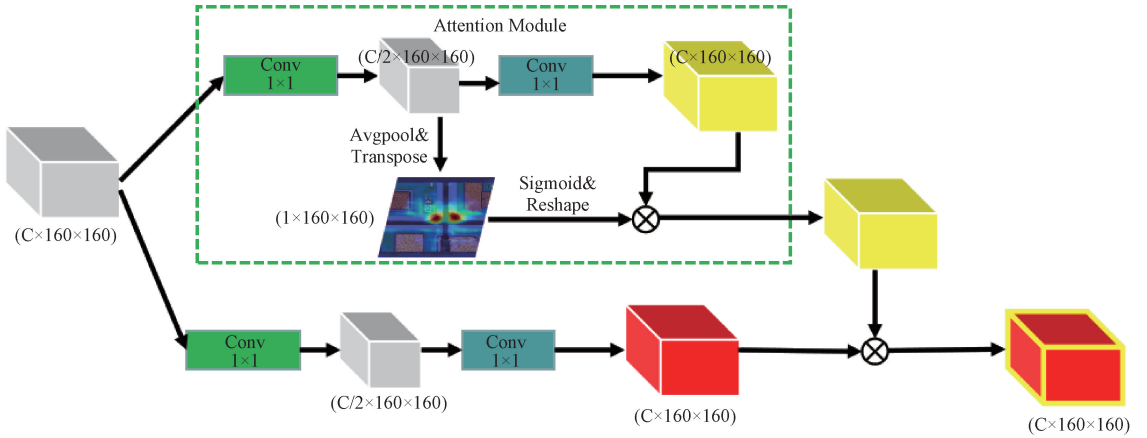 Attention Module
Conv
1×1
(C/2×160×160)
Conv
1×1
(C×160×160)
Avgpool&
Transpose
(1×160×160)
Sigmoid&
Reshape
(C×160×160)
Conv
1×1
(C/2×160×160)
Conv
1×1
(C×160×160)
(C×160×160)